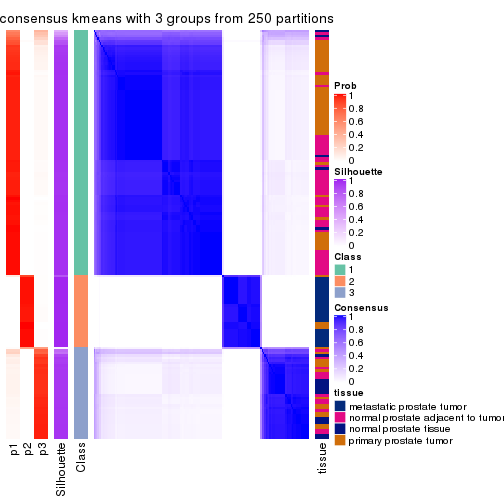 consensus kmeans with 3 groups from 250 partitions
Prob
1
0.8
0.6
0.4
0.2
0
Silhouette
1
0.8
0.6
0.4
0.2
0
Class
1
2
3
Consensus
1
0.8
0.6
0.4
0.2
0
tissue
metastatic prostate tumor
normal prostate adjacent to tumor
normal prostate tissue
primary prostate tumor
p1
p2
p3
Silhouette
Class
tissue